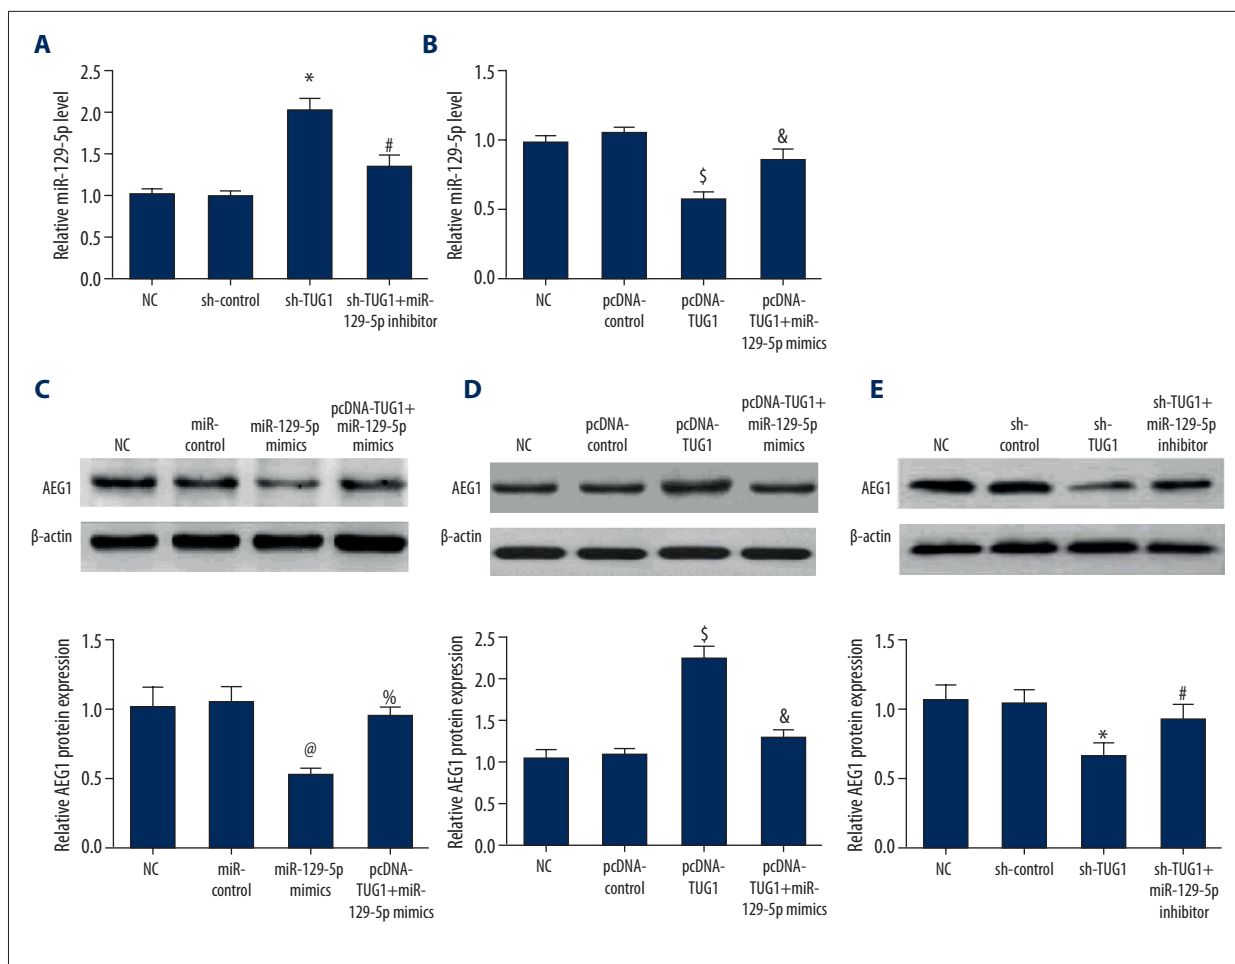 A
Relative miR-129-5p level
2.5
2.0
1.5
1.0
0.5
0.0
*
#
NC
sh-control
sh-TUG1
sh-TUG1+miR-
129-5p inhibitor
B
Relative miR-129-5p level
1.5
1.0
0.5
0.0
$
&
NC
pcDNA-
control
pcDNA-
TUG1
pcDNA-
TUG1+miR-
129-5p mimics
C
NC
miR-
control
miR-129-5p
mimics
pcDNA-TUG1+
miR-129-5p
mimics
AEG1
β-actin
Relative AEG1 protein expression
1.5
1.0
0.5
0.0
@
%
NC
miR-
control
miR-129-5p
mimics
pcDNA-
TUG1+miR-
129-5p mimics
D
NC
pcDNA-
control
pcDNA-
TUG1
pcDNA-TUG1+
miR-129-5p
mimics
AEG1
β-actin
Relative AEG1 protein expression
2.5
2.0
1.5
1.0
0.5
0.0
$
&
NC
pcDNA-
control
pcDNA-
TUG1
pcDNA-
TUG1+miR-
129-5p mimics
E
NC
sh-
control
sh-
TUG1
sh-TUG1+
miR-129-5p
inhibitor
AEG1
β-actin
Relative AEG1 protein expression
1.5
1.0
0.5
0.0
*
#
NC
sh-control
sh-TUG1
sh-TUG1+
miR-129-5p
inhibitor